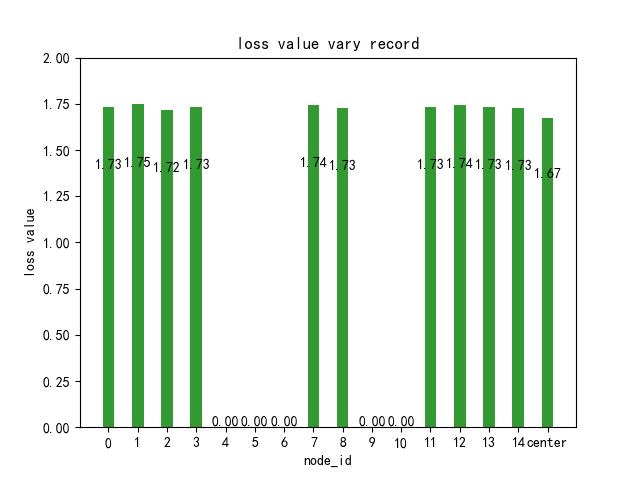 loss value vary record
loss value
2.00
1.75
1.50
1.25
1.00
0.75
0.50
0.25
0.00
1.73 1.75 1.72 1.73 0.00 0.00 0.00 1.74 1.73 0.00 0.00 1.73 1.74 1.73 1.73 1.67
0 1 2 3 4 5 6 7 8 9 10 11 12 13 14 center
node_id